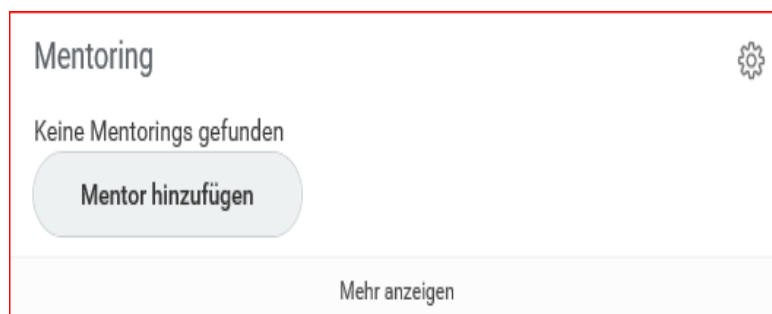 Mentoring
Keine Mentorings gefunden
Mentor hinzufügen
Mehr anzeigen